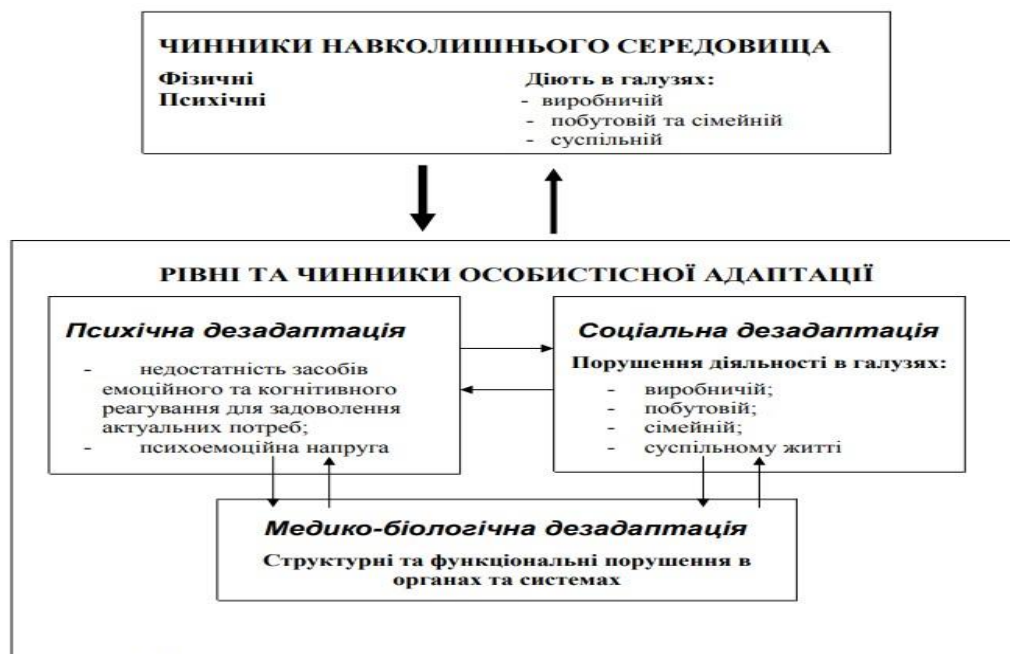 ЧИННИКИ НАВКОЛИШНЬОГО СЕРЕДОВИЩА
Фізичні
Психічні
Діють в галузях:
- виробничій
- побутовій та сімейній
- суспільній
РІВНІ ТА ЧИННИКИ ОСОБИСТІСНОЇ АДАПТАЦІЇ
Психічна дезадаптація
- недостатність засобів
емоційного та когнітивного
реагування для задоволення
актуальних потреб;
- психоемоційна напруга
Соціальна дезадаптація
Порушення діяльності в галузях:
- виробничій;
- побутовій;
- сімейній;
- суспільному житті
Медико-біологічна дезадаптація
Структурні та функціональні порушення в
органах та системах